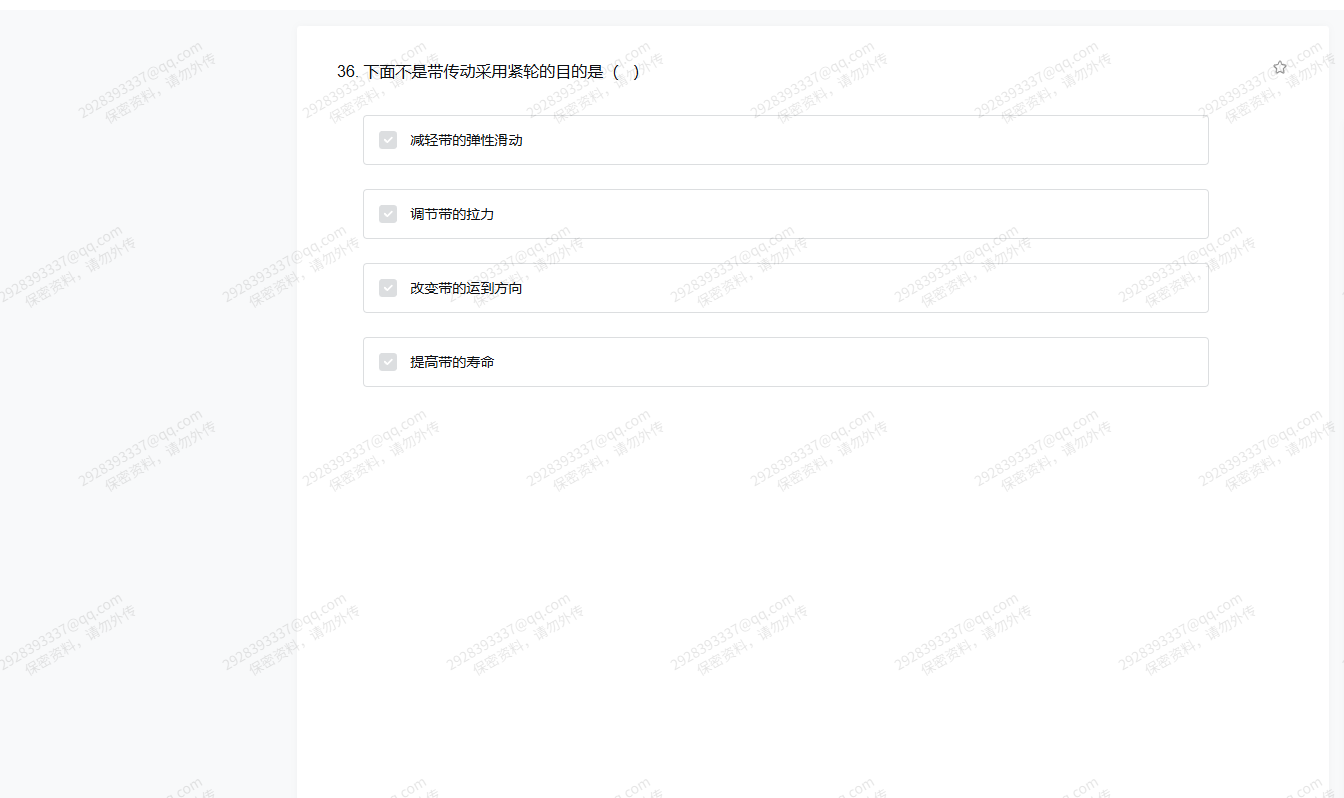 36. 下面不是带传动采用紧轮的目的是（ ）
减轻带的弹性滑动
调节带的拉力
改变带的运到方向
提高带的寿命
2928393337@qq.com
保密资料，请勿外传